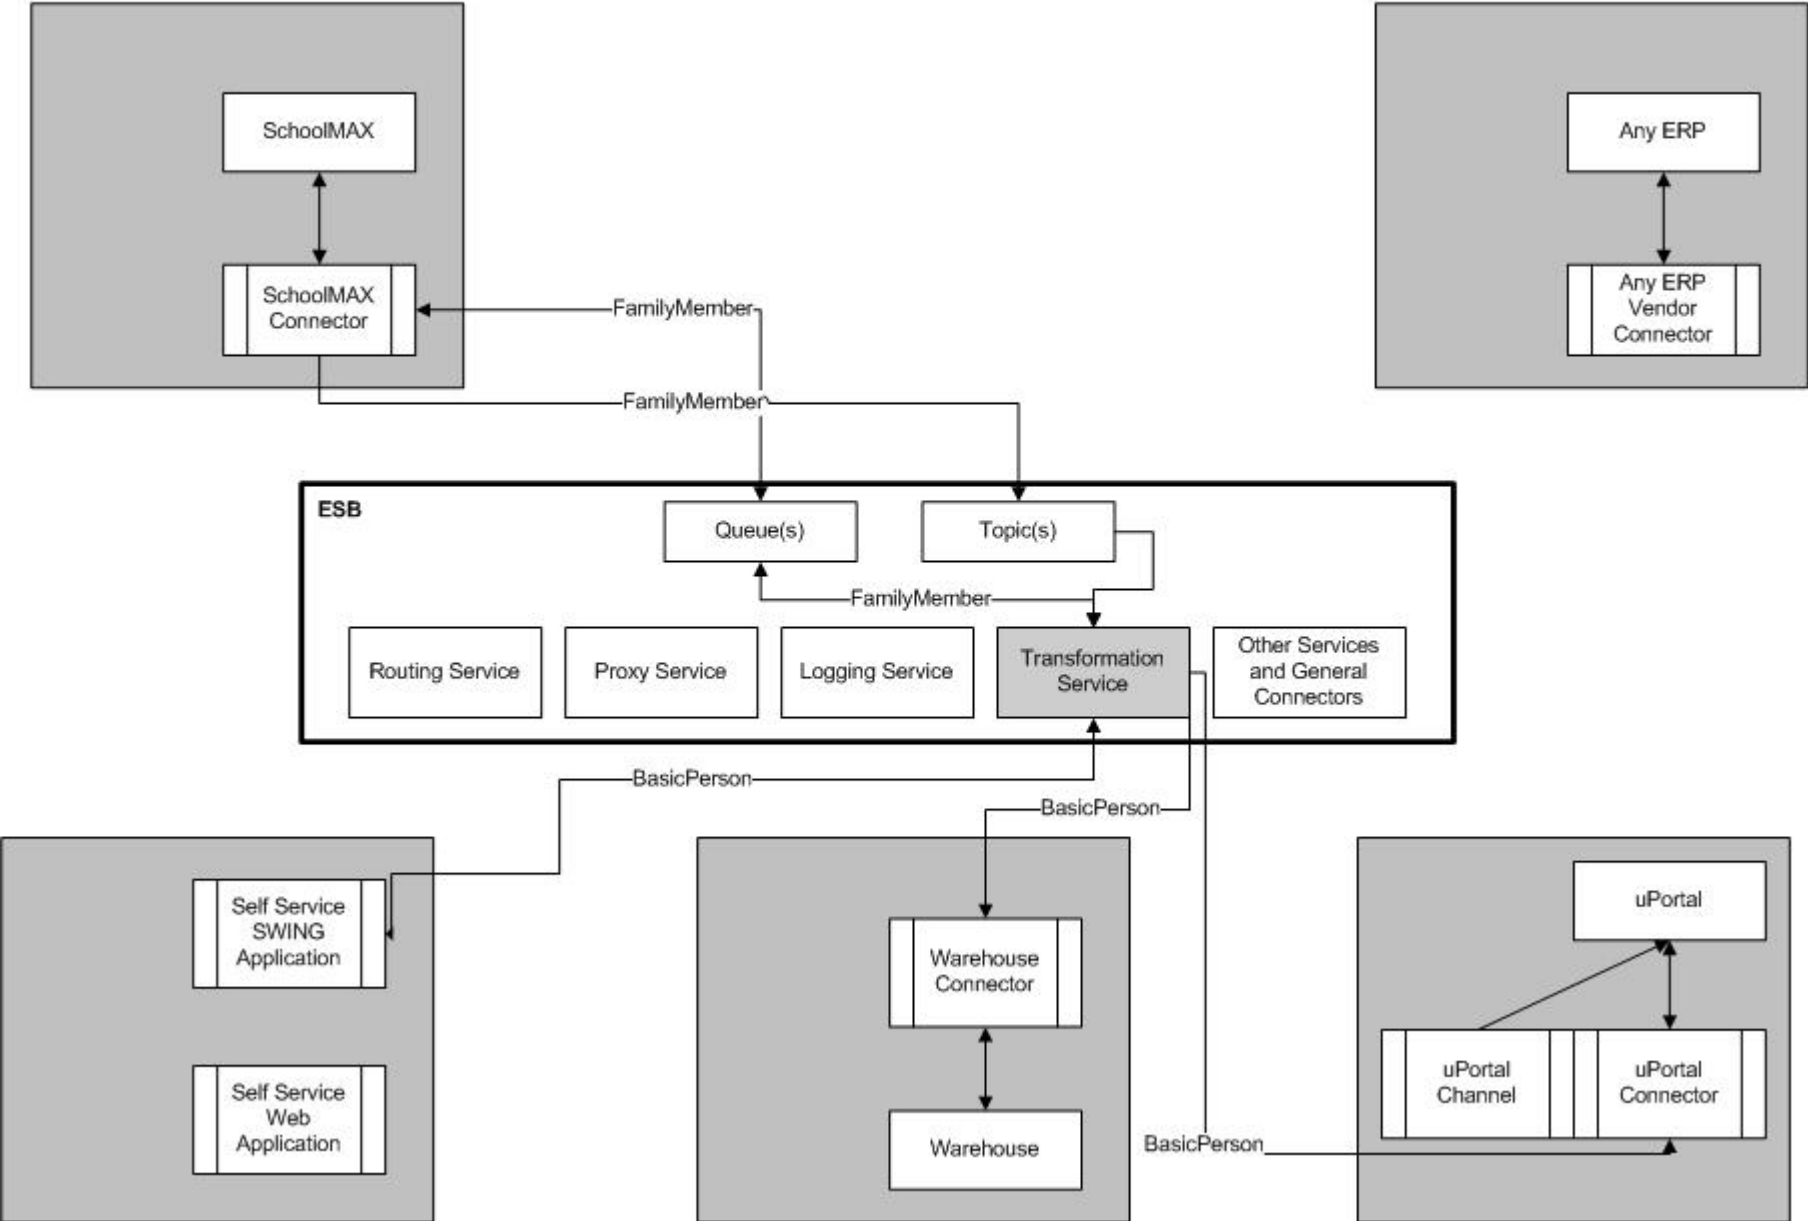 SchoolMAX
Any ERP
SchoolMAX
Connector
Any ERP
Vendor
Connector
FamilyMember
FamilyMember
ESB
Queue(s)
Topic(s)
FamilyMember
Routing Service
Proxy Service
Logging Service
Transformation
Service
Other Services
and General
Connectors
BasicPerson
BasicPerson
Self Service
SWING
Application
Self Service
Web
Application
Warehouse
Connector
Warehouse
uPortal
uPortal
Channel
uPortal
Connector
BasicPerson